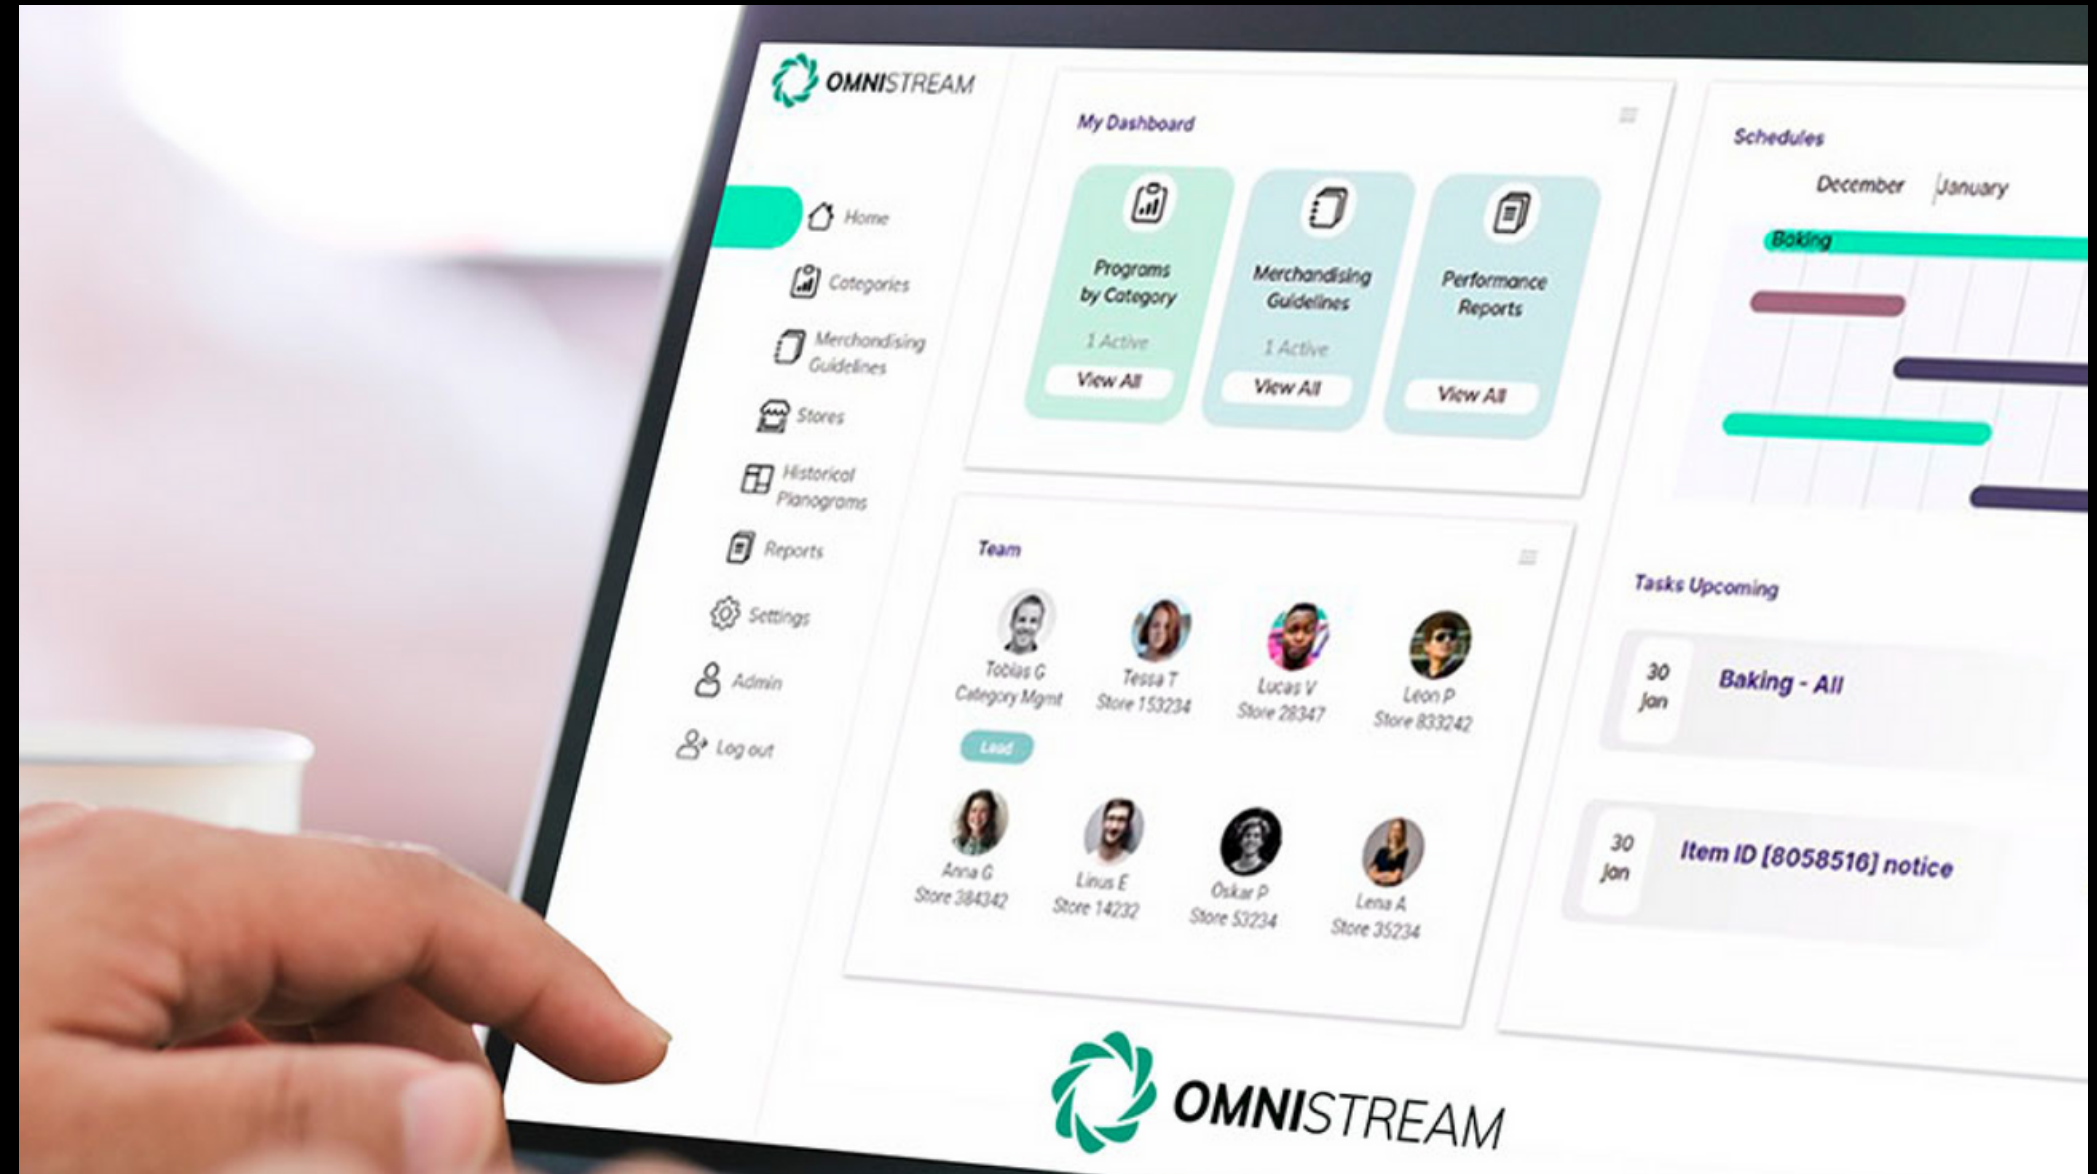 OMNISTREAM
Home
Categories
Merchandising
Guidelines
Stores
Historical
Planograms
Reports
Settings
Admin
Log out
My Dashboard
Programs
by Category
1 Active
View All
Merchandising
Guidelines
1 Active
View All
Performance
Reports
View All
Team
Tobias G
Category Mgmt
Lead
Tessa T
Store 153234
Lucas V
Store 28347
Leon P
Store 833242
Anna G
Store 384342
Linus E
Store 14232
Oskar P
Store 53234
Lena A
Store 35234
Schedules
December January
Baking
Tasks Upcoming
30
Jan
Baking - All
30
Jan
Item ID [8058516] notice
OMNISTREAM